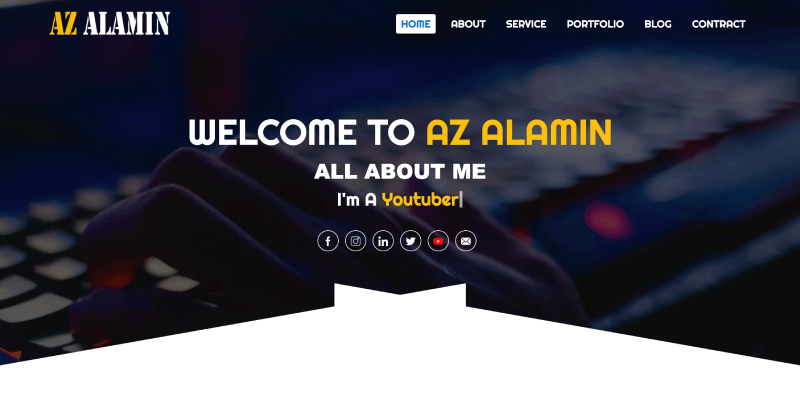 AZ ALAMIN
HOME ABOUT SERVICE PORTFOLIO BLOG CONTRACT
WELCOME TO AZ ALAMIN
ALL ABOUT ME
I'm A Youtuber